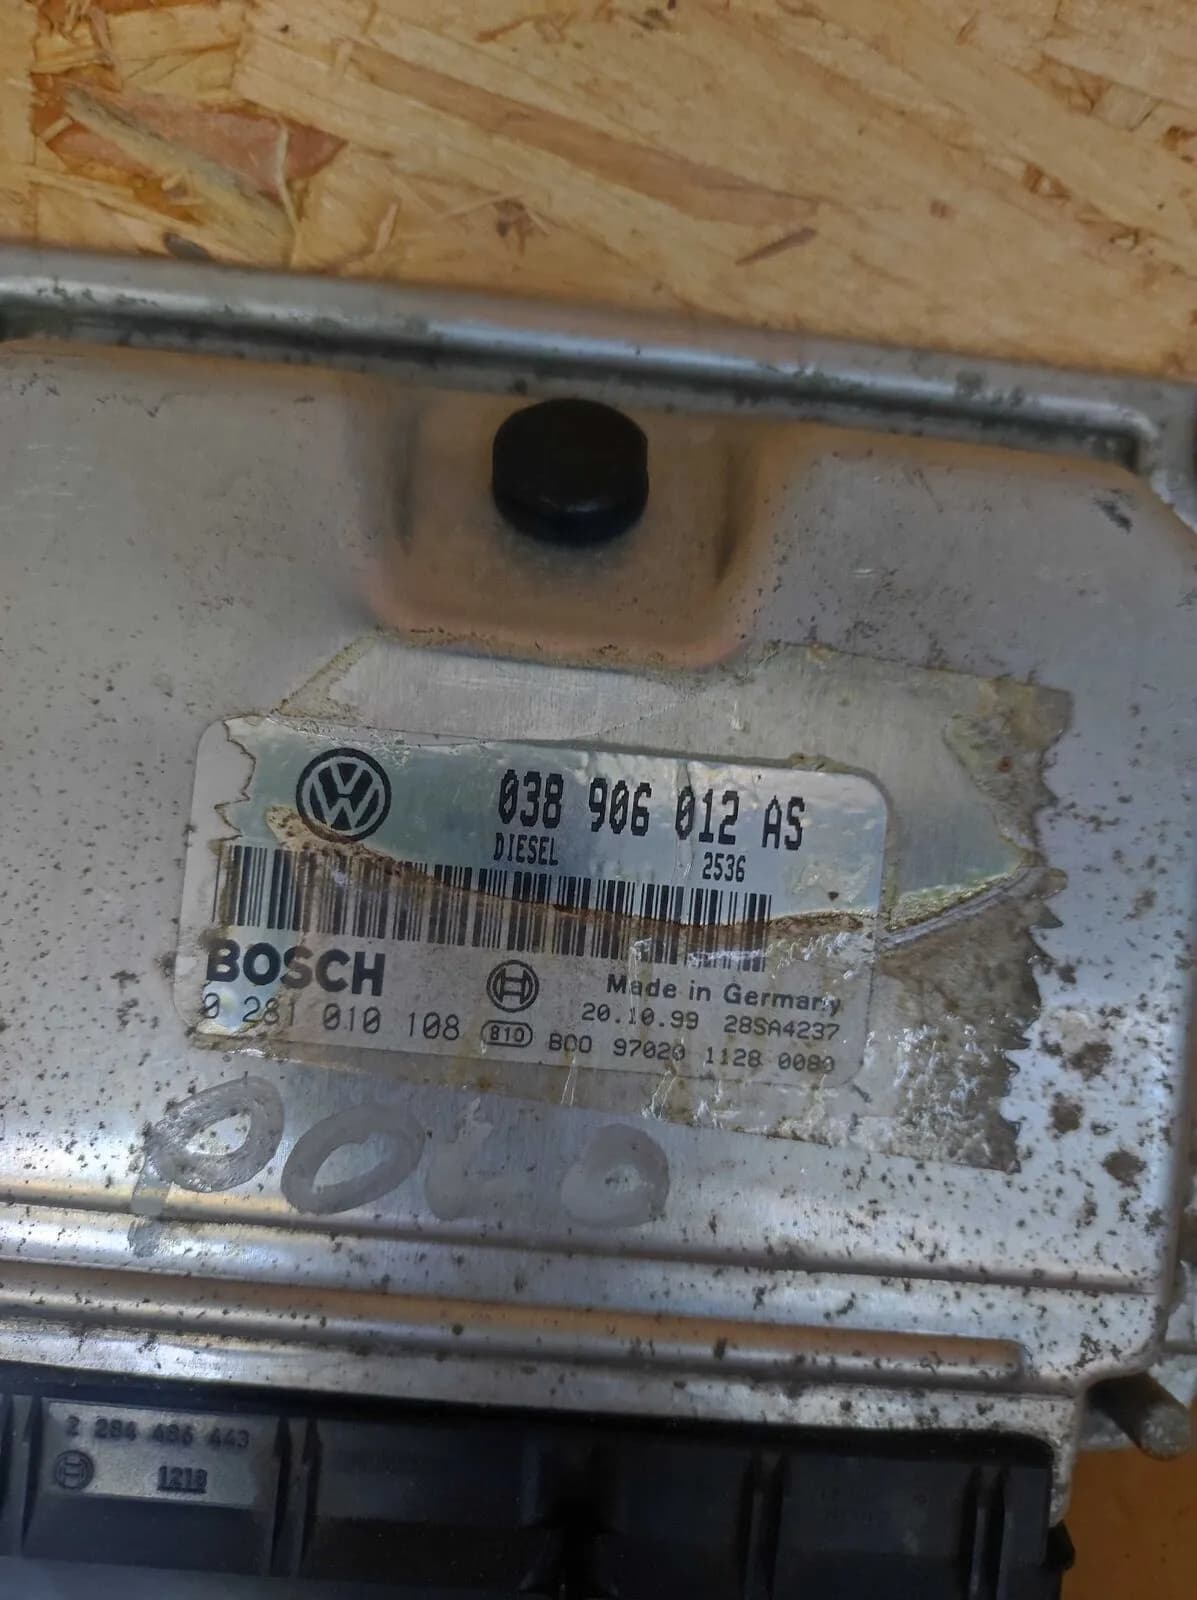 038 906 012 AS
DIESEL 2536
BOSCH
Made in Germany
0 281 010 108
20.10.99 28SA4237
810 BOO 97020 1128 0080
POLO
2 284 486 443
1218